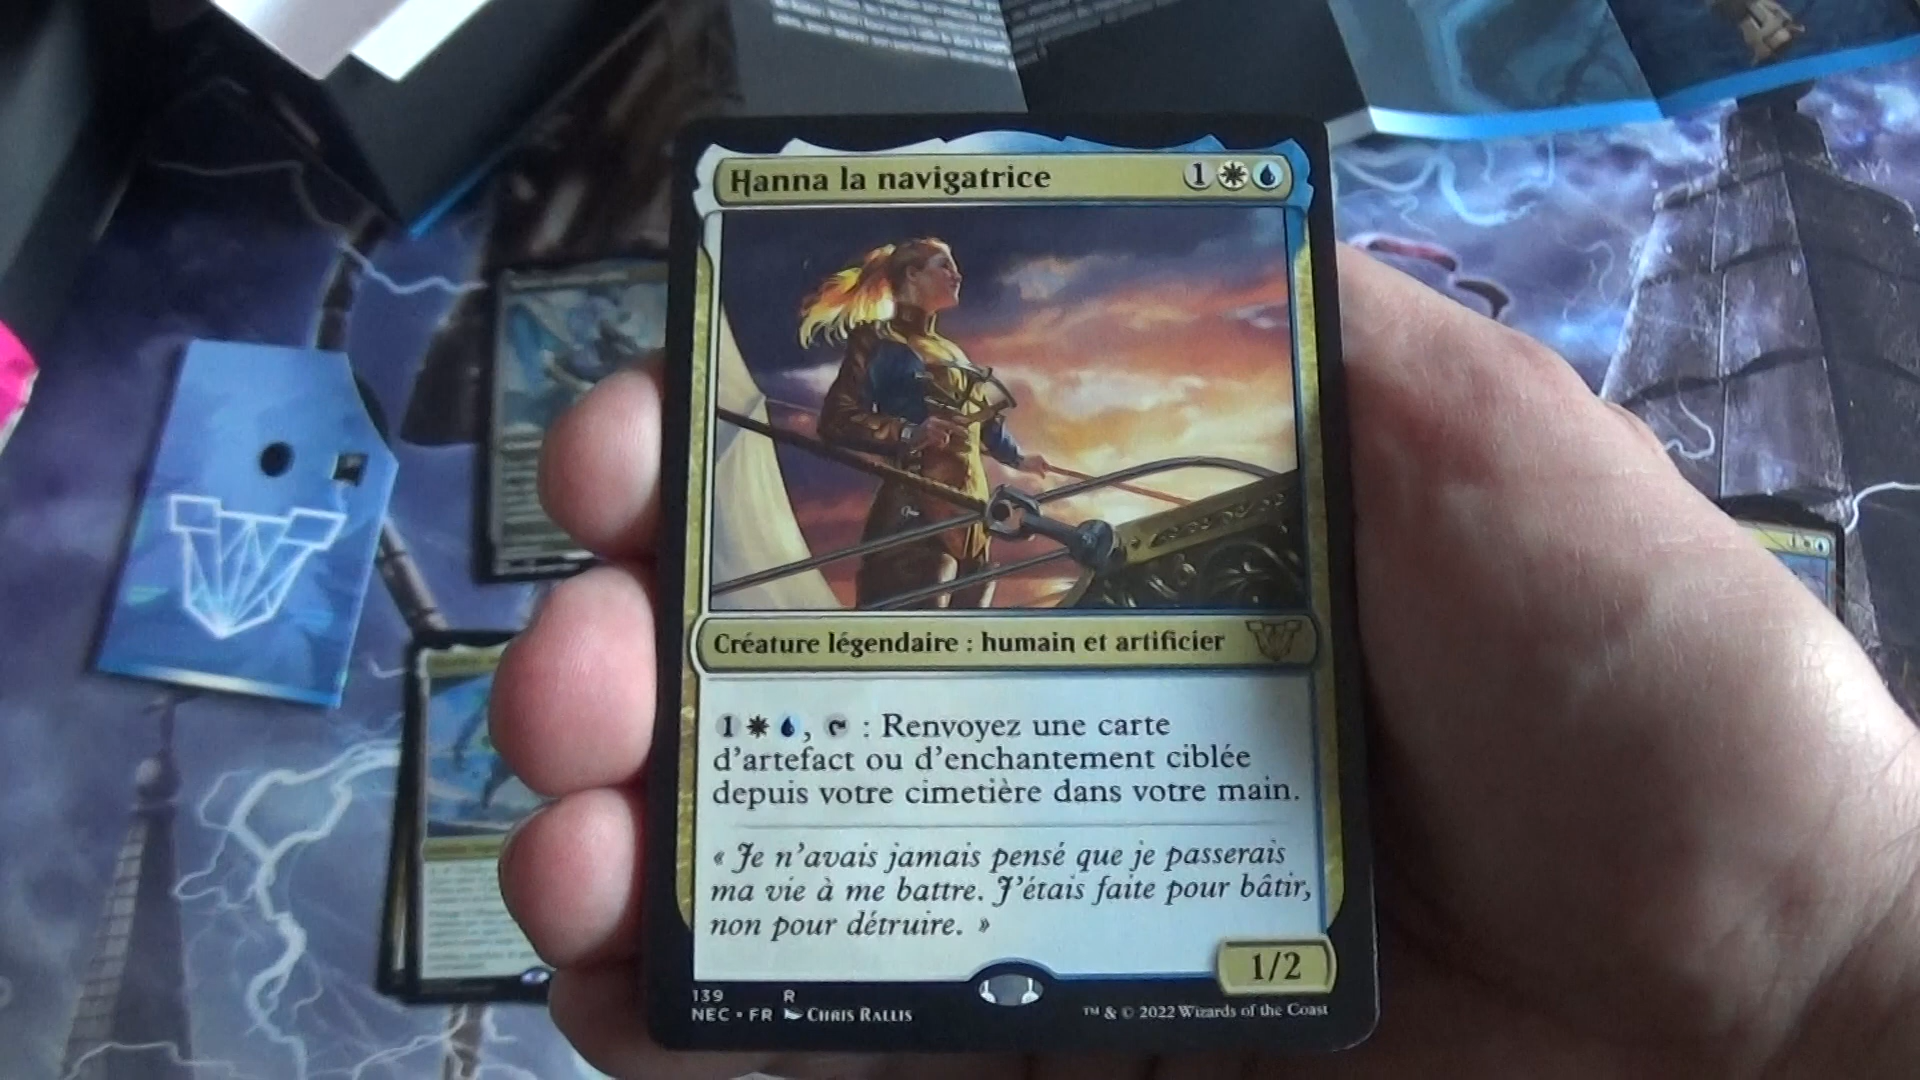 Hanna la navigatrice
1
Créature légendaire : humain et artificier
1 , : Renvoyez une carte
d'artefact ou d'enchantement ciblée
depuis votre cimetière dans votre main.
« Je n'avais jamais pensé que je passerais
ma vie à me battre. J'étais faite pour bâtir,
non pour détruire. »
1/2
139 R
NEC • FR Chris Rallis
™ & © 2022 Wizards of the Coast